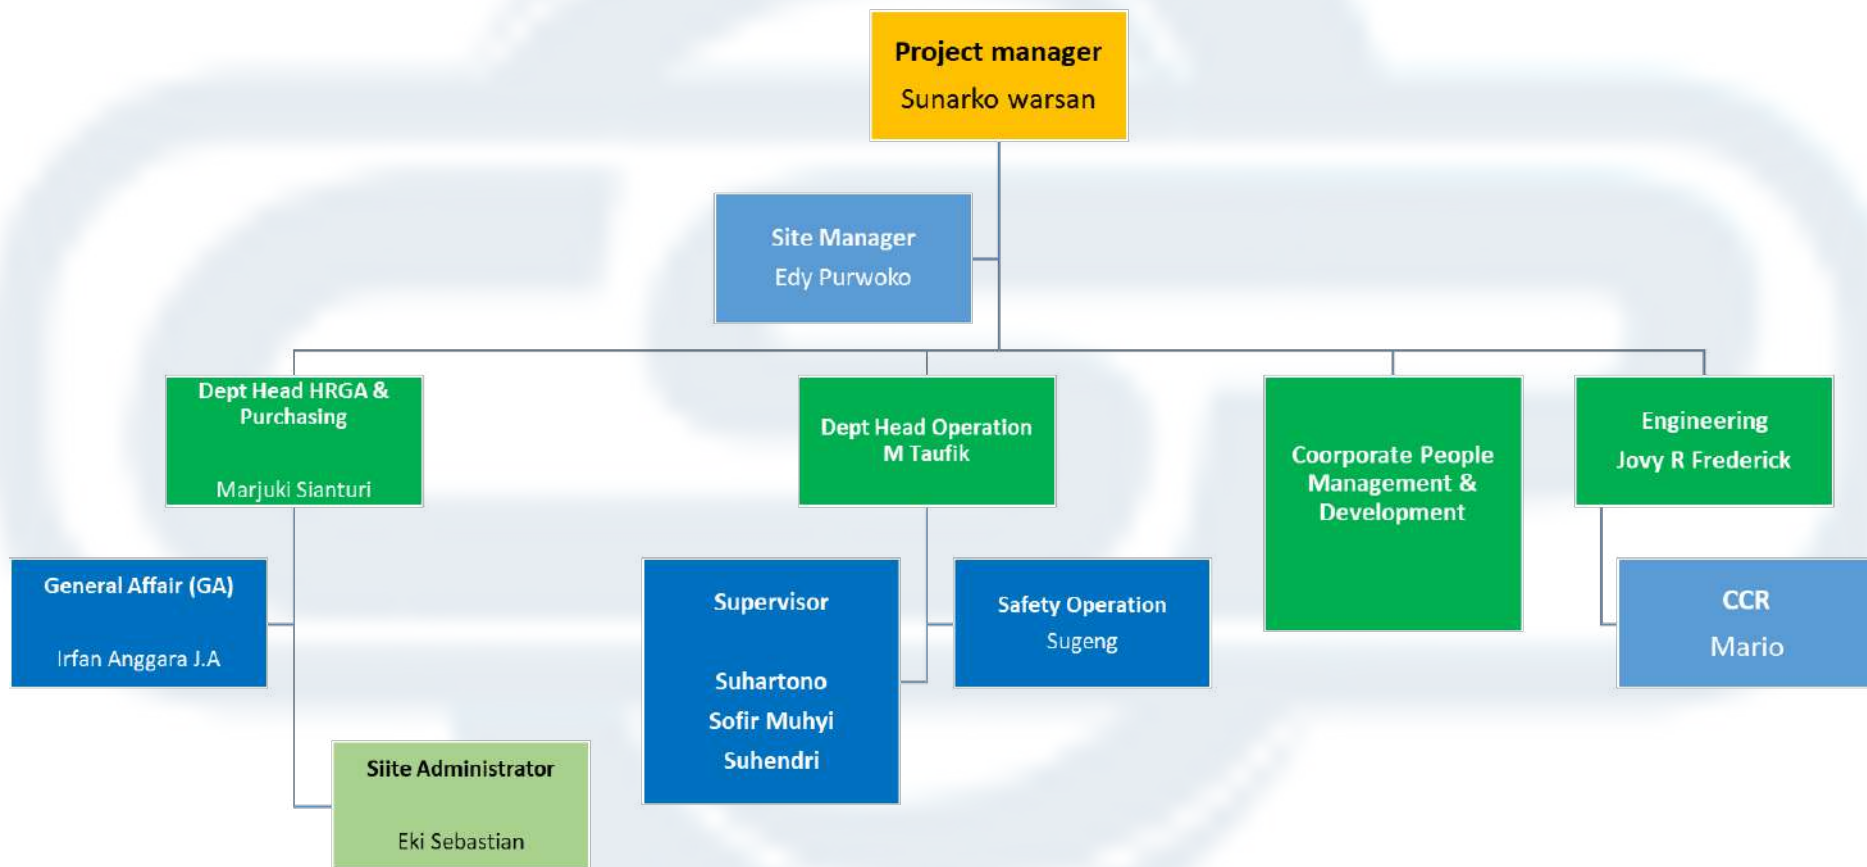 Project manager
Sunarko warsan
Site Manager
Edy Purwoko
Dept Head HRGA &
Purchasing
Marjuki Sianturi
Dept Head Operation
M Taufik
Coorporate People
Management &
Development
Engineering
Jovy R Frederick
General Affair (GA)
Irfan Anggara J.A
Supervisor
Suhartono
Sofir Muhyi
Suhendri
Safety Operation
Sugeng
CCR
Mario
Siite Administrator
Eki Sebastian